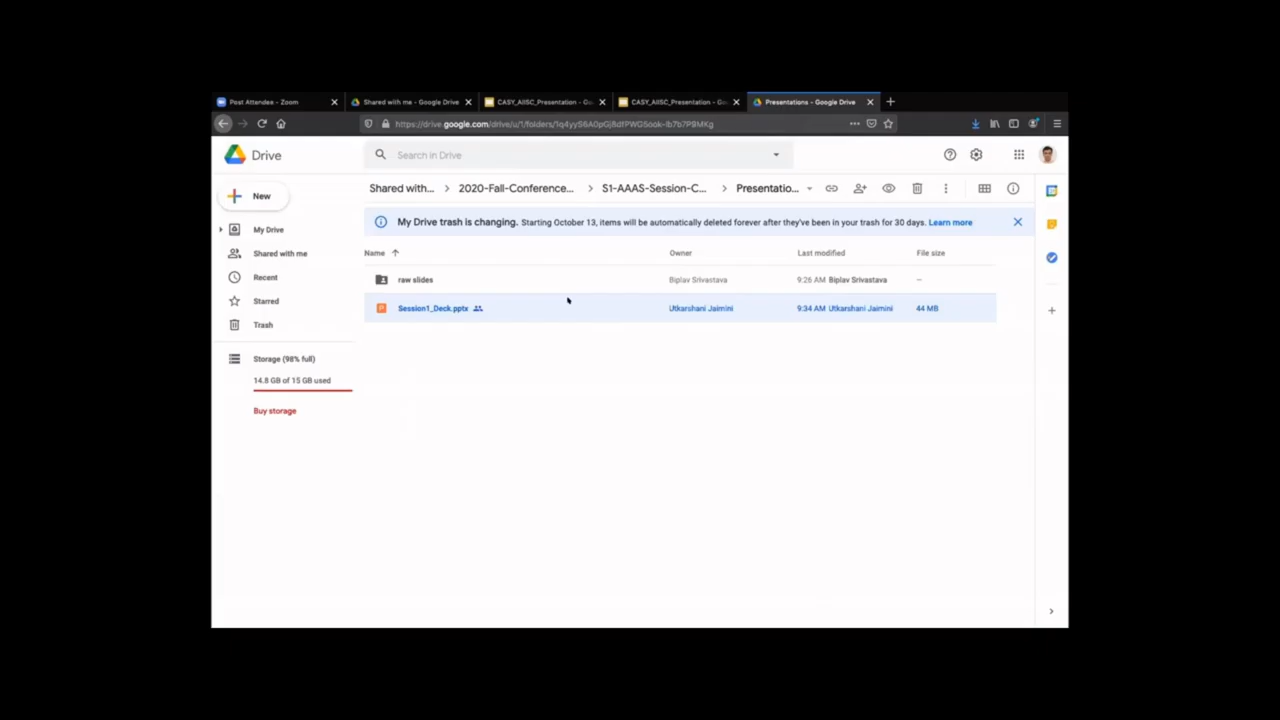 Post Attendee - Zoom
Shared with me - Google Drive
CASY_AIISC_Presentation - Go
CASY_AIISC_Presentation - Go
Presentations - Google Drive
Drive
Search in Drive
New
Shared with...
2020-Fall-Conference...
S1-AAAS-Session-C...
Presentatio...
My Drive trash is changing. Starting October 13, items will be automatically deleted forever after they've been in your trash for 30 days. Learn more
My Drive
Shared with me
Recent
Starred
Trash
Storage (98% full)
14.8 GB of 15 GB used
Buy storage
Name
Owner
Last modified
File size
raw slides
Biplav Srivastava
9:26 AM Biplav Srivastava
–
Session1_Deck.pptx
Utkarshani Jaimini
9:34 AM Utkarshani Jaimini
44 MB